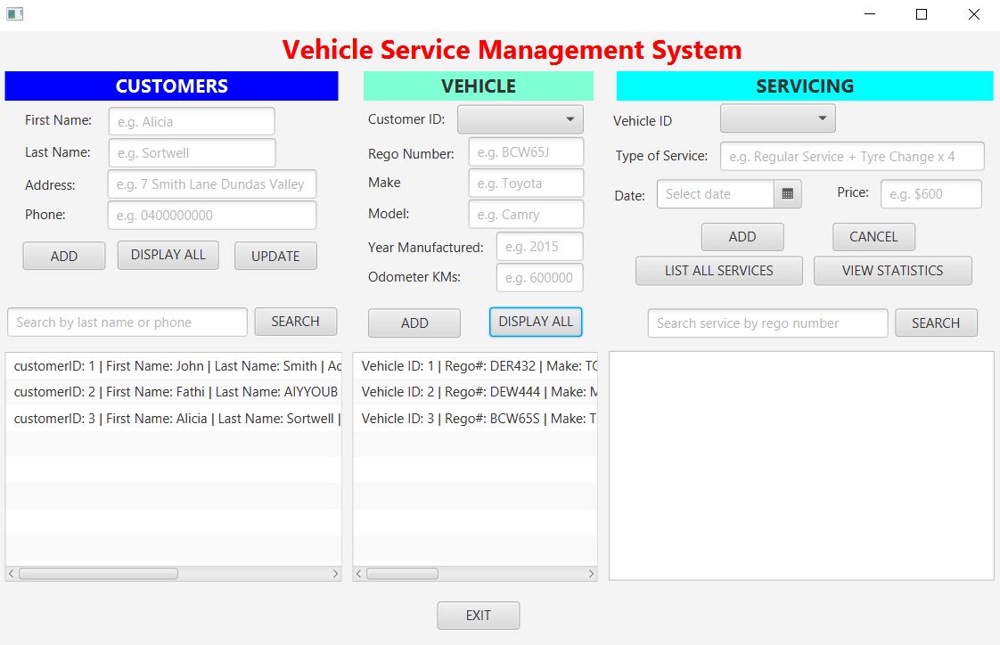 Vehicle Service Management System
CUSTOMERS
First Name: e.g. Alicia
Last Name: e.g. Sortwell
Address: e.g. 7 Smith Lane Dundas Valley
Phone: e.g. 0400000000
ADD DISPLAY ALL UPDATE
Search by last name or phone SEARCH
customerID: 1 | First Name: John | Last Name: Smith | Ac
customerID: 2 | First Name: Fathi | Last Name: AIYYOUB
customerID: 3 | First Name: Alicia | Last Name: Sortwell |
VEHICLE
Customer ID:
Rego Number: e.g. BCW65J
Make e.g. Toyota
Model: e.g. Camry
Year Manufactured: e.g. 2015
Odometer KMs: e.g. 600000
ADD DISPLAY ALL
Vehicle ID: 1 | Rego#: DER432 | Make: TO
Vehicle ID: 2 | Rego#: DEW444 | Make: M
Vehicle ID: 3 | Rego#: BCW65S | Make: T
SERVICING
Vehicle ID
Type of Service: e.g. Regular Service + Tyre Change x 4
Date: Select date Price: e.g. $600
ADD CANCEL
LIST ALL SERVICES VIEW STATISTICS
Search service by rego number SEARCH
EXIT